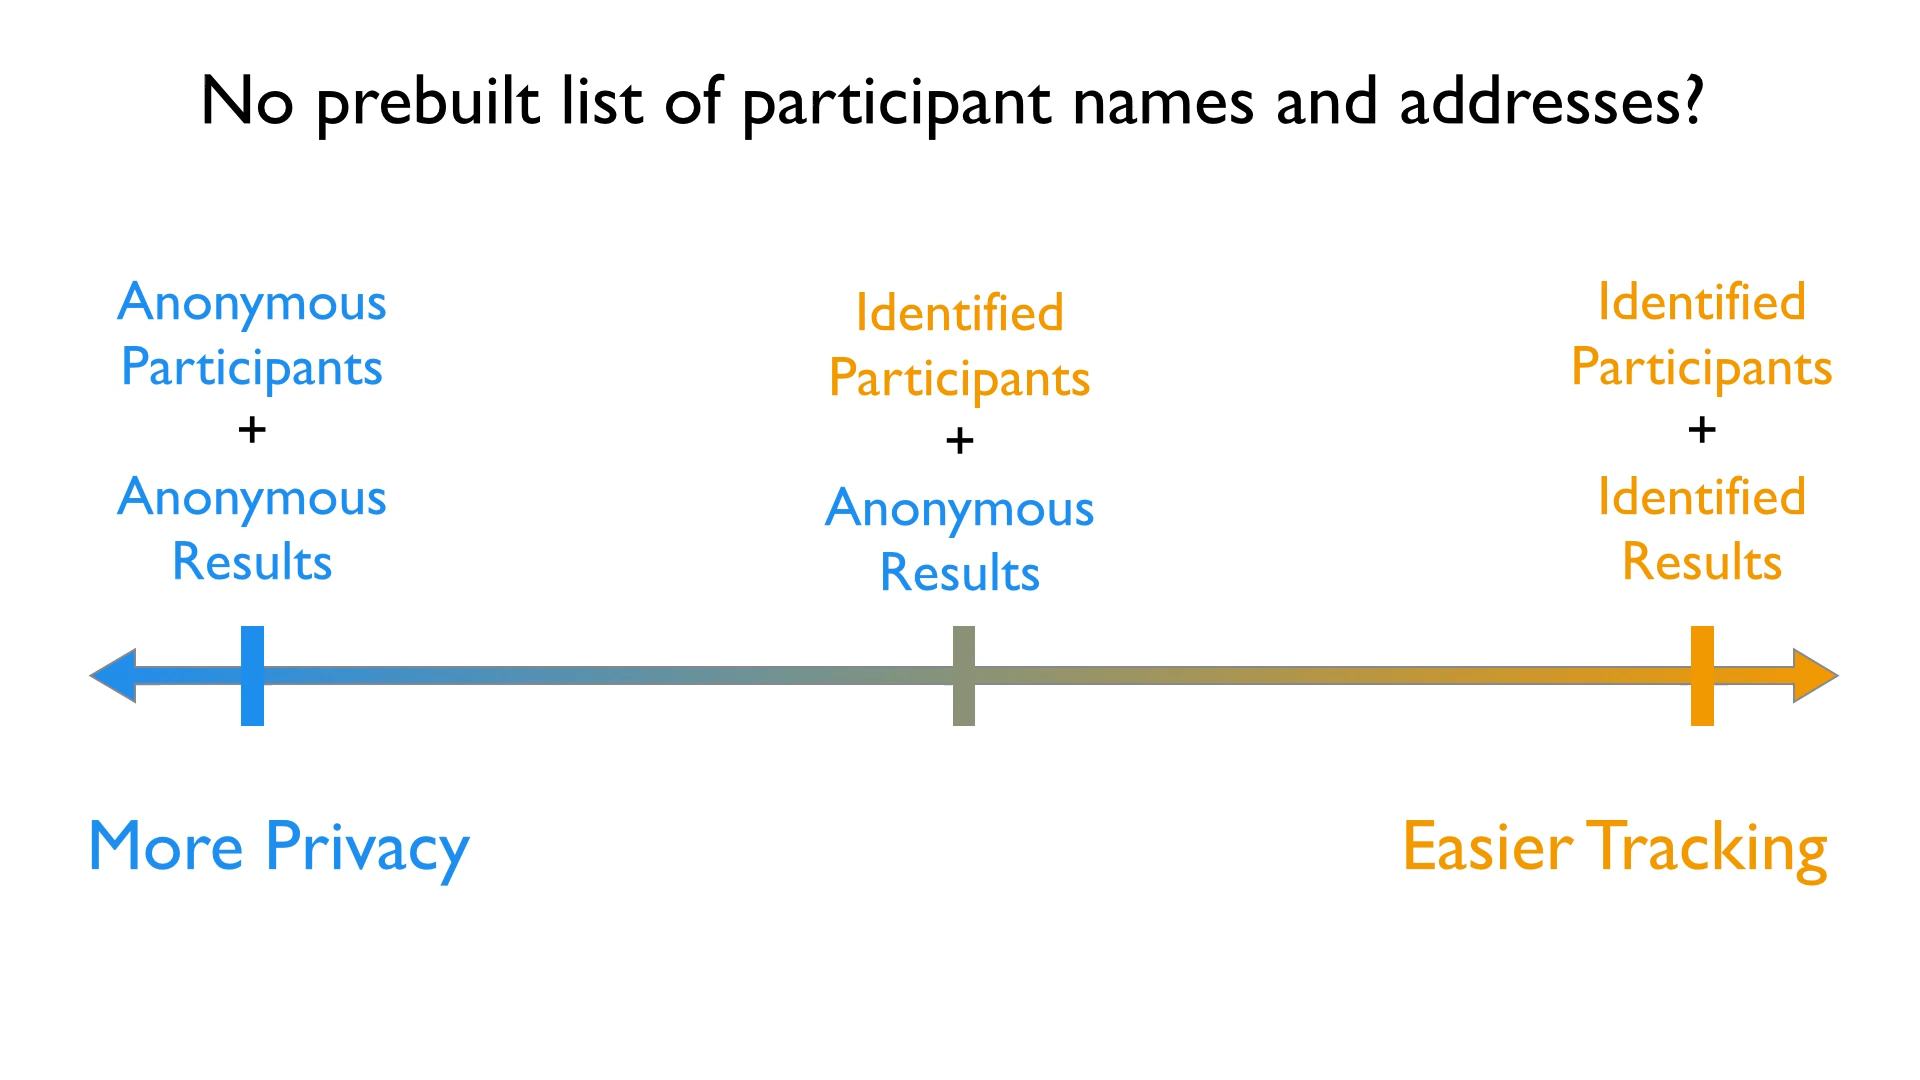 No prebuilt list of participant names and addresses?
Anonymous
Participants
+
Anonymous
Results
Identified
Participants
+
Anonymous
Results
Identified
Participants
+
Identified
Results
More Privacy
Easier Tracking